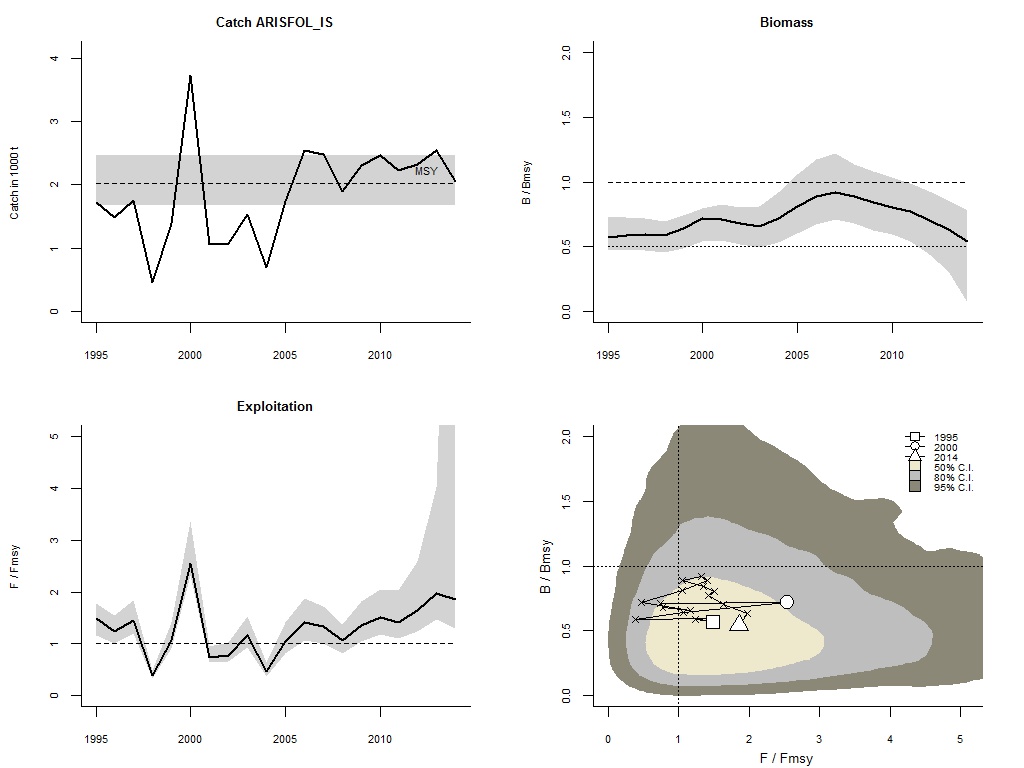 Catch ARISFOL_IS
Catch in 1000 t
4
3
2
1
0
MSY
1995 2000 2005 2010
Biomass
B / Bmsy
2.0
1.5
1.0
0.5
0.0
1995 2000 2005 2010
Exploitation
F / Fmsy
5
4
3
2
1
0
1995 2000 2005 2010
B / Bmsy
2.0
1.5
1.0
0.5
0.0
1995
2000
2014
50% C.I.
80% C.I.
95% C.I.
0 1 2 3 4 5
F / Fmsy